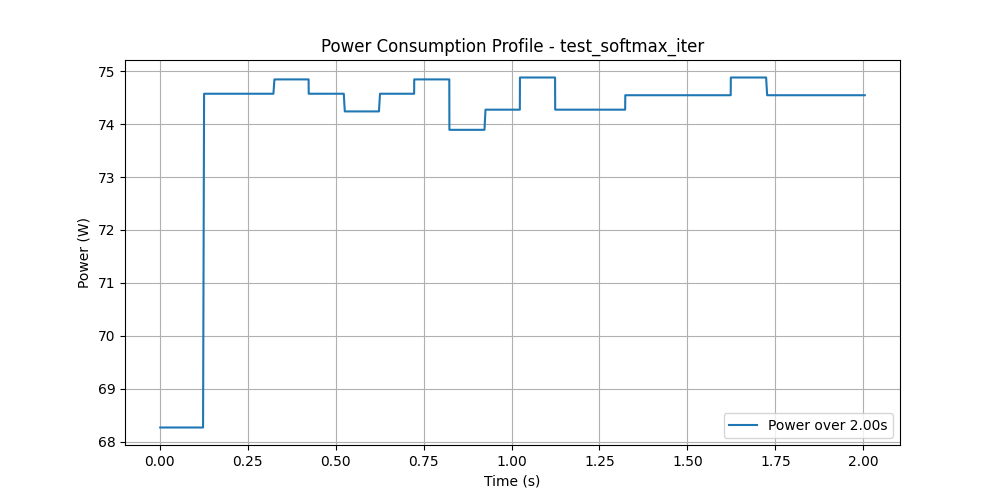 Power Consumption Profile - test_softmax_iter
Power (W)
75
74
73
72
71
70
69
68
Power over 2.00s
0.00 0.25 0.50 0.75 1.00 1.25 1.50 1.75 2.00
Time (s)